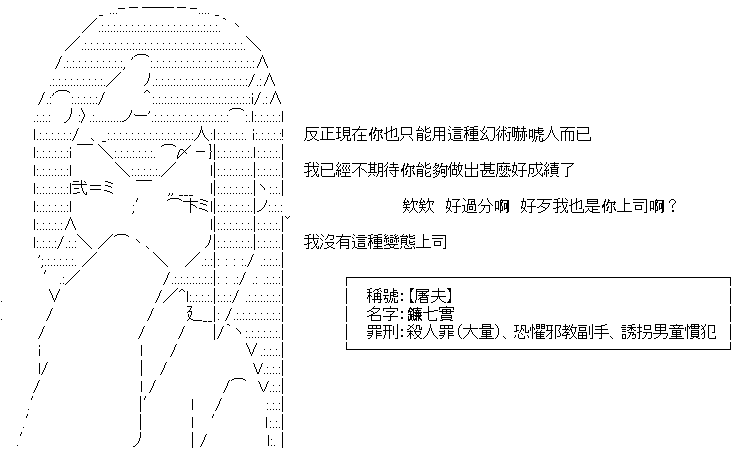 反正現在你也只能用這種幻術嚇唬人而已
我已經不期待你能夠做出甚麼好成績了
欸欸 好過分啊 好歹我也是你上司啊？
我沒有這種變態上司
稱號：【屠夫】
名字：鐮七實
罪刑：殺人罪（大量）、恐懼邪教副手、誘拐男童慣犯